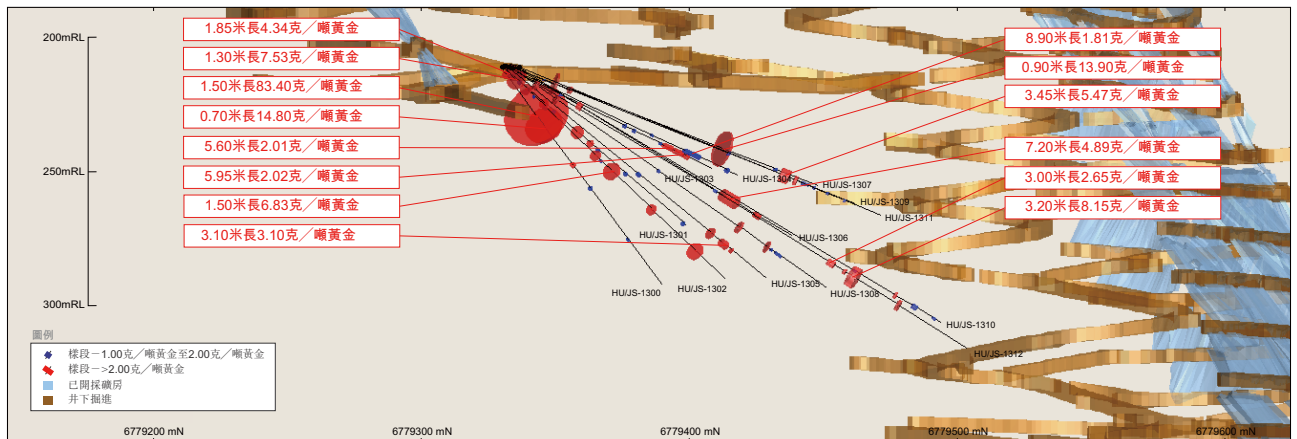 200mRL
250mRL
300mRL
1.85米長4.34克／噸黃金
1.30米長7.53克／噸黃金
1.50米長83.40克／噸黃金
0.70米長14.80克／噸黃金
5.60米長2.01克／噸黃金
5.95米長2.02克／噸黃金
1.50米長6.83克／噸黃金
3.10米長3.10克／噸黃金
8.90米長1.81克／噸黃金
0.90米長13.90克／噸黃金
3.45米長5.47克／噸黃金
7.20米長4.89克／噸黃金
3.00米長2.65克／噸黃金
3.20米長8.15克／噸黃金
HU/JS-1303
HU/JS-1304
HU/JS-1307
HU/JS-1309
HU/JS-1311
HU/JS-1301
HU/JS-1306
HU/JS-1300
HU/JS-1302
HU/JS-1305
HU/JS-1308
HU/JS-1310
HU/JS-1312
圖例
樣段－1.00克／噸黃金至2.00克／噸黃金
樣段－>2.00克／噸黃金
已開採礦房
井下掘進
6779200 mN
6779300 mN
6779400 mN
6779500 mN
6779600 mN